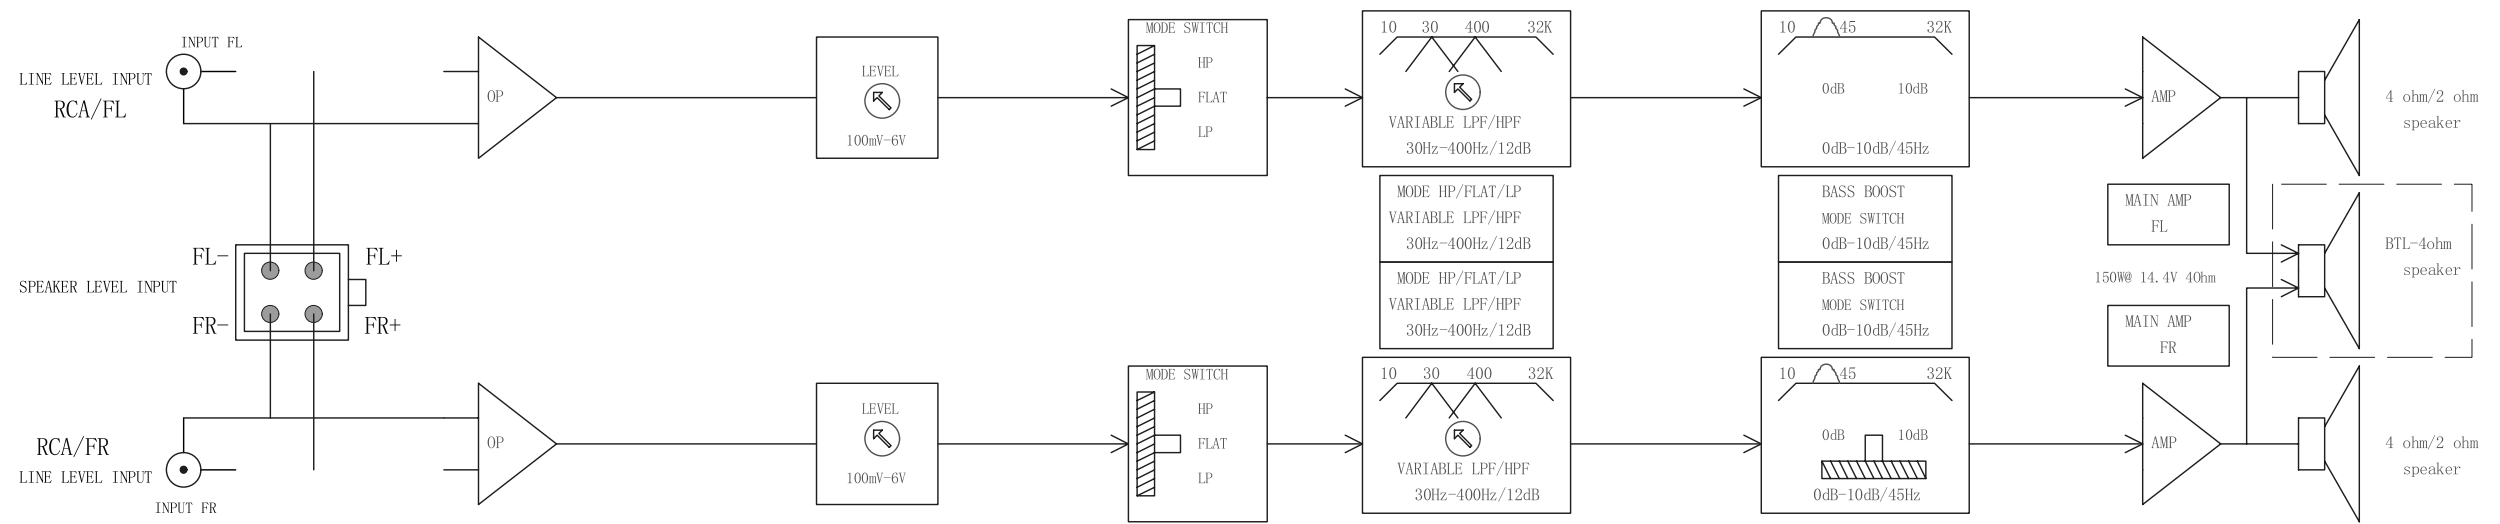 INPUT FL
LINE LEVEL INPUT
RCA/FL
OP
LEVEL
100mV-6V
MODE SWITCH
HP
FLAT
LP
10 30 400 32K
VARIABLE LPF/HPF
30Hz-400Hz/12dB
10 45 32K
0dB 10dB
0dB-10dB/45Hz
AMP
4 ohm/2 ohm
speaker
MODE HP/FLAT/LP
VARIABLE LPF/HPF
30Hz-400Hz/12dB
BASS BOOST
MODE SWITCH
0dB-10dB/45Hz
MAIN AMP
FL
FL- FL+
SPEAKER LEVEL INPUT
FR- FR+
MODE HP/FLAT/LP
VARIABLE LPF/HPF
30Hz-400Hz/12dB
BASS BOOST
MODE SWITCH
0dB-10dB/45Hz
150W@ 14.4V 4Ohm
BTL-4ohm
speaker
MAIN AMP
FR
RCA/FR
LINE LEVEL INPUT
INPUT FR
OP
LEVEL
100mV-6V
MODE SWITCH
HP
FLAT
LP
10 30 400 32K
VARIABLE LPF/HPF
30Hz-400Hz/12dB
10 45 32K
0dB 10dB
0dB-10dB/45Hz
AMP
4 ohm/2 ohm
speaker